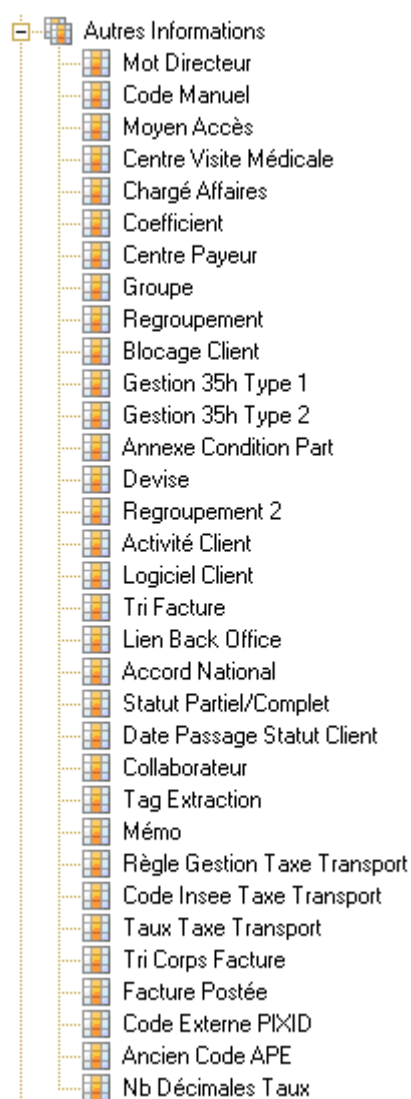 Autres Informations
Mot Directeur
Code Manuel
Moyen Accès
Centre Visite Médicale
Chargé Affaires
Coefficient
Centre Payeur
Groupe
Regroupement
Blocage Client
Gestion 35h Type 1
Gestion 35h Type 2
Annexe Condition Part
Devise
Regroupement 2
Activité Client
Logiciel Client
Tri Facture
Lien Back Office
Accord National
Statut Partiel/Complet
Date Passage Statut Client
Collaborateur
Tag Extraction
Mémo
Règle Gestion Taxe Transport
Code Insee Taxe Transport
Taux Taxe Transport
Tri Corps Facture
Facture Postée
Code Externe PIXID
Ancien Code APE
Nb Décimales Taux